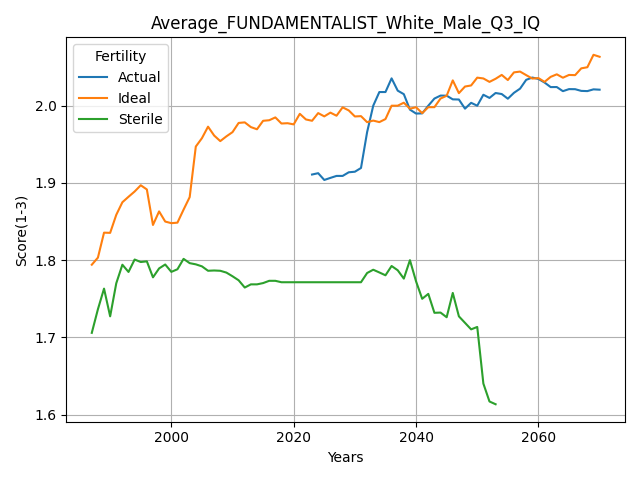 Average_FUNDAMENTALIST_White_Male_Q3_IQ
Fertility
Actual
Ideal
Sterile
Score(1-3)
2.0
1.9
1.8
1.7
1.6
2000 2020 2040 2060
Years